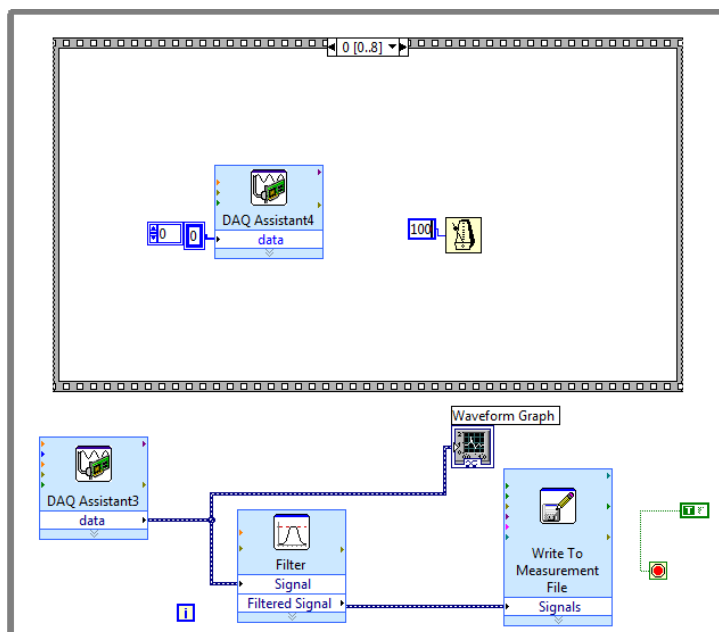 0 [0..8]
DAQ Assistant4
data
0
0
100
Waveform Graph
DAQ Assistant3
data
Filter
Signal
Filtered Signal
Write To
Measurement
File
Signals
T F
i